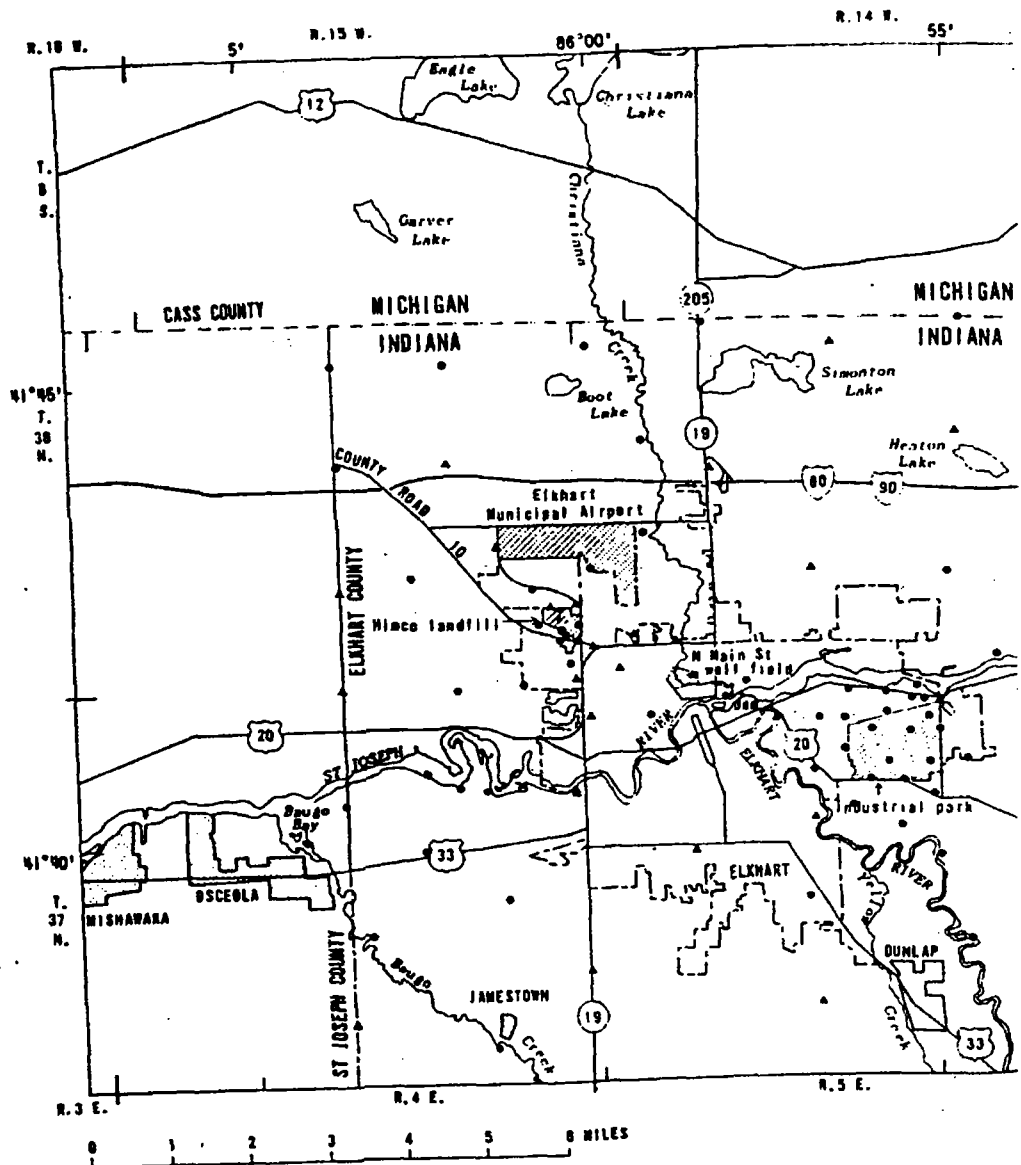 R.16 W.
5'
R.15 W.
86°00'
R.14 W.
55'
Eagle
Lake
Christiana
Lake
12
T.
8
S.
Christiana
Creek
Garver
Lake
CASS COUNTY
MICHIGAN
INDIANA
205
MICHIGAN
INDIANA
41°45'
T.
38
N.
Boot
Lake
Simonton
Lake
19
Heaton
Lake
COUNTY
ROAD
10
80
90
Elkhart
Municipal Airport
ELKHART COUNTY
Himco landfill
N Main St
well field
20
ST JOSEPH
RIVER
ELKHART
RIVER
20
Industrial park
Baugo
Bay
33
41°40'
T.
37
N.
MISHAWAKA
OSCEOLA
ELKHART
Yellow
Creek
DUNLAP
ST JOSEPH COUNTY
Baugo
Creek
JAMESTOWN
19
33
R.3 E.
R.4 E.
R.5 E.
0 1 2 3 4 5 6 MILES